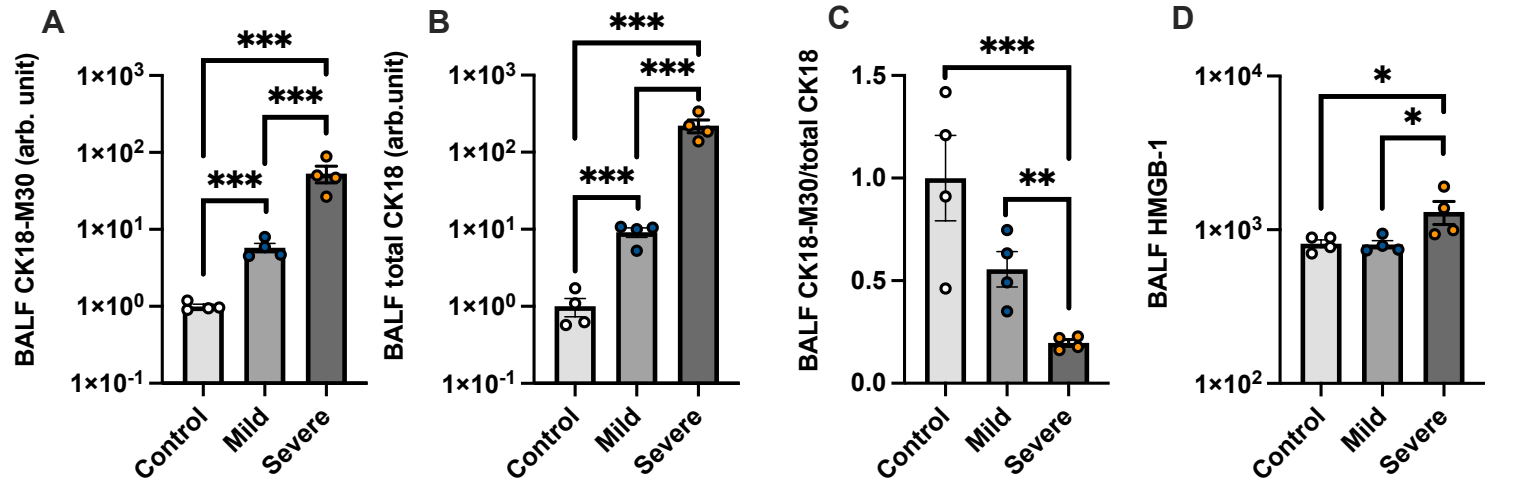 A
BALF CK18-M30 (arb. unit)
1×10³
1×10²
1×10¹
1×10⁰
1×10⁻¹
***
***
***
Control
Mild
Severe
B
BALF total CK18 (arb.unit)
1×10³
1×10²
1×10¹
1×10⁰
1×10⁻¹
***
***
***
Control
Mild
Severe
C
BALF CK18-M30/total CK18
1.5
1.0
0.5
0.0
***
**
Control
Mild
Severe
D
BALF HMGB-1
1×10⁴
1×10³
1×10²
*
*
Control
Mild
Severe